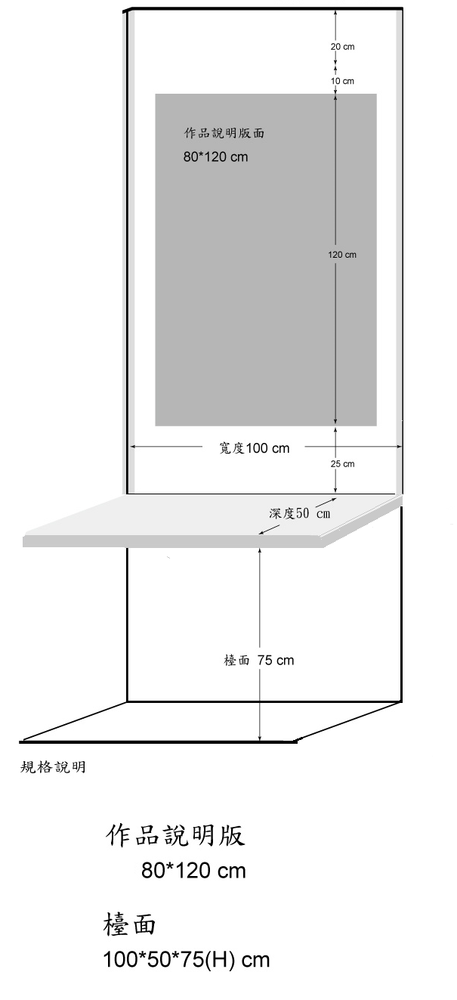 20 cm
10 cm
作品說明版面
80*120 cm
120 cm
寬度100 cm
25 cm
深度50 cm
檯面 75 cm
規格說明
作品說明版
80*120 cm
檯面
100*50*75(H) cm